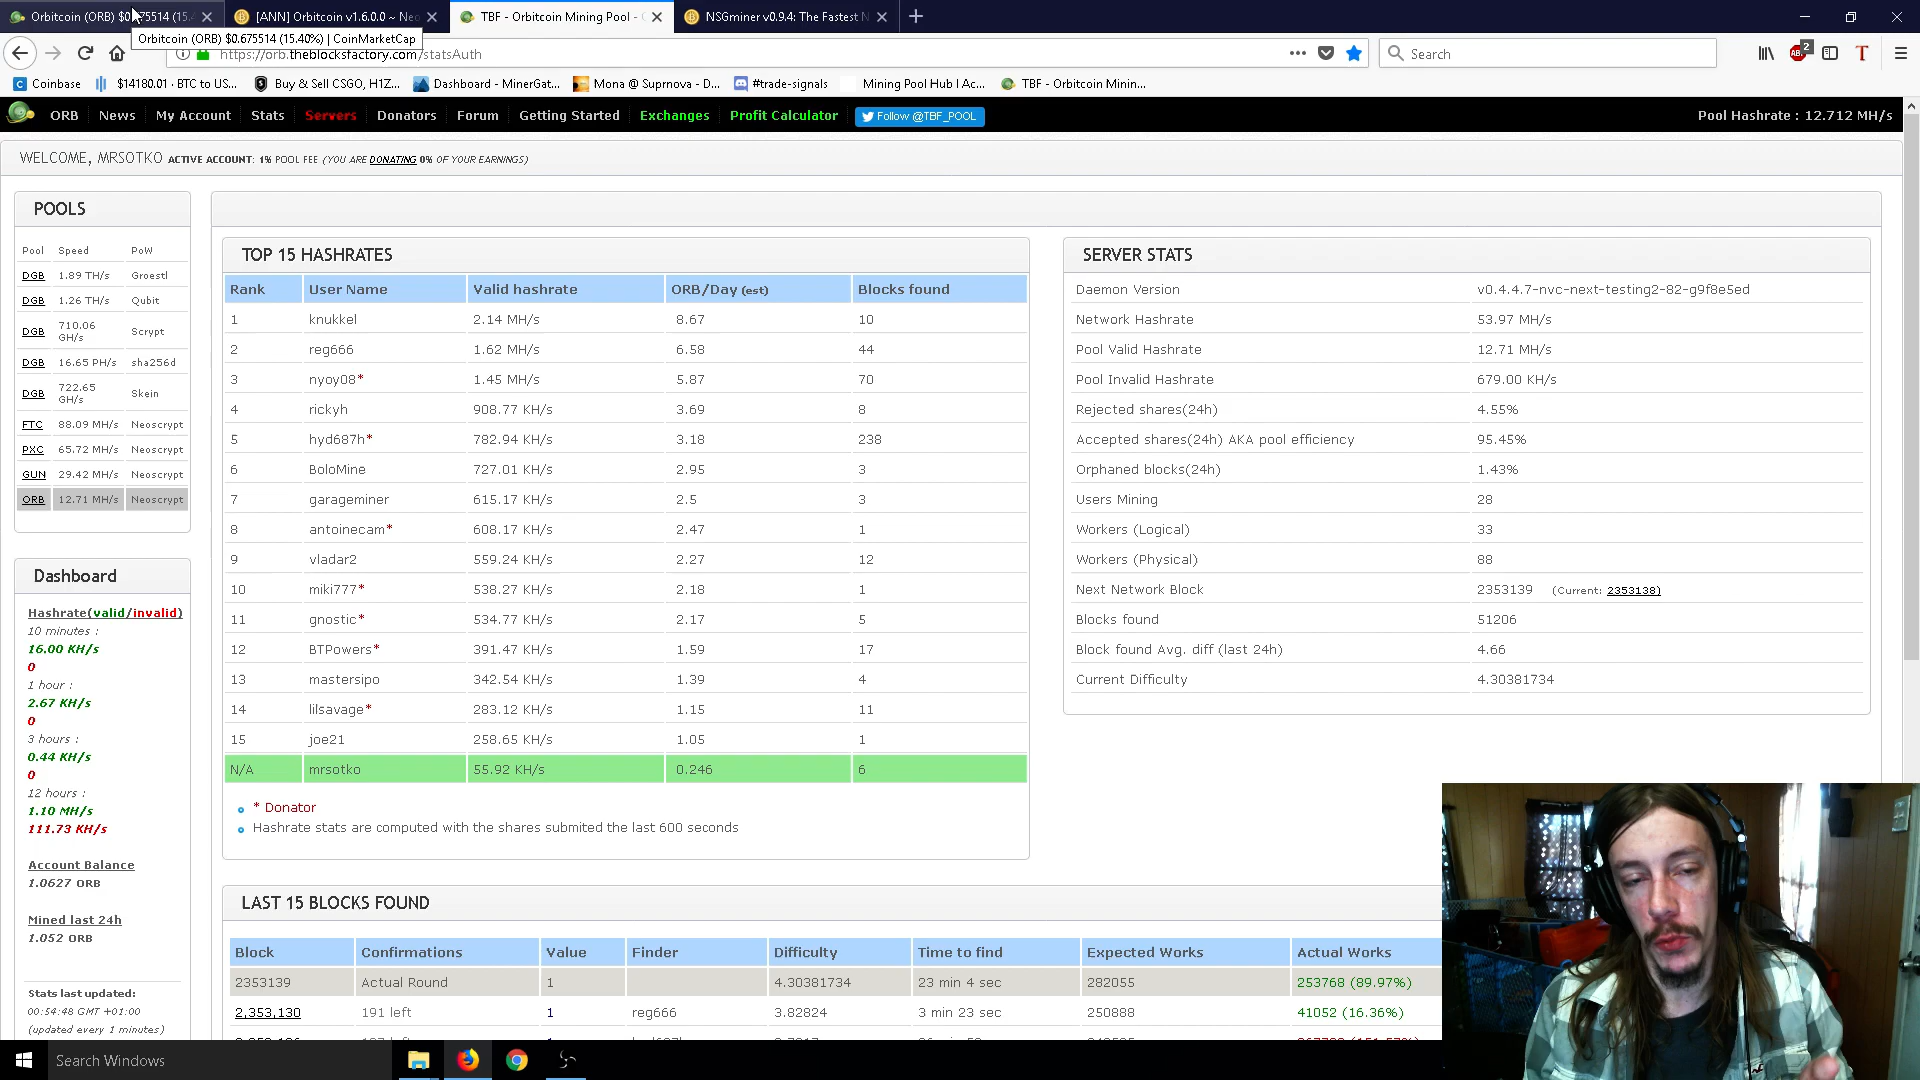 Orbitcoin (ORB) $0.675514 (15.4
[ANN] Orbitcoin v1.6.0.0 ~ Neo
TBF - Orbitcoin Mining Pool -
NSGminer v0.9.4: The Fastest N
Orbitcoin (ORB) $0.675514 (15.40%) | CoinMarketCap
https://orb.theblocksfactory.com/statsAuth
Search
2
Coinbase
$14180.01 · BTC to US...
Buy & Sell CSGO, H1Z...
Dashboard - MinerGat...
Mona @ Suprnova - D...
#trade-signals
Mining Pool Hub | Ac...
TBF - Orbitcoin Minin...
ORB News My Account Stats Servers Donators Forum Getting Started Exchanges Profit Calculator Follow @TBF_POOL
Pool Hashrate : 12.712 MH/s
WELCOME, MRSOTKO ACTIVE ACCOUNT: 1% POOL FEE (YOU ARE DONATING 0% OF YOUR EARNINGS)
POOLS
Pool Speed PoW
DGB 1.89 TH/s Groestl
DGB 1.26 TH/s Qubit
DGB 710.06 GH/s Scrypt
DGB 16.65 PH/s sha256d
DGB 722.65 GH/s Skein
FTC 88.09 MH/s Neoscrypt
PXC 65.72 MH/s Neoscrypt
GUN 29.42 MH/s Neoscrypt
ORB 12.71 MH/s Neoscrypt
Dashboard
Hashrate(valid/invalid)
10 minutes :
16.00 KH/s
0
1 hour :
2.67 KH/s
0
3 hours :
0.44 KH/s
0
12 hours :
1.10 MH/s
111.73 KH/s
Account Balance
1.0627 ORB
Mined last 24h
1.052 ORB
Stats last updated:
00:54:48 GMT +01:00
(updated every 1 minutes)
TOP 15 HASHRATES
Rank User Name Valid hashrate ORB/Day (est) Blocks found
1 knukkel 2.14 MH/s 8.67 10
2 reg666 1.62 MH/s 6.58 44
3 nyoy08* 1.45 MH/s 5.87 70
4 rickyh 908.77 KH/s 3.69 8
5 hyd687h* 782.94 KH/s 3.18 238
6 BoloMine 727.01 KH/s 2.95 3
7 garageminer 615.17 KH/s 2.5 3
8 antoinecam* 608.17 KH/s 2.47 1
9 vladar2 559.24 KH/s 2.27 12
10 miki777* 538.27 KH/s 2.18 1
11 gnostic* 534.77 KH/s 2.17 5
12 BTPowers* 391.47 KH/s 1.59 17
13 mastersipo 342.54 KH/s 1.39 4
14 lilsavage* 283.12 KH/s 1.15 11
15 joe21 258.65 KH/s 1.05 1
N/A mrsotko 55.92 KH/s 0.246 6
* Donator
Hashrate stats are computed with the shares submited the last 600 seconds
SERVER STATS
Daemon Version v0.4.4.7-nvc-next-testing2-82-g9f8e5ed
Network Hashrate 53.97 MH/s
Pool Valid Hashrate 12.71 MH/s
Pool Invalid Hashrate 679.00 KH/s
Rejected shares(24h) 4.55%
Accepted shares(24h) AKA pool efficiency 95.45%
Orphaned blocks(24h) 1.43%
Users Mining 28
Workers (Logical) 33
Workers (Physical) 88
Next Network Block 2353139 (Current: 2353138)
Blocks found 51206
Block found Avg. diff (last 24h) 4.66
Current Difficulty 4.30381734
LAST 15 BLOCKS FOUND
Block Confirmations Value Finder Difficulty Time to find Expected Works Actual Works
2353139 Actual Round 1 4.30381734 23 min 4 sec 282055 253768 (89.97%)
2,353,130 191 left 1 reg666 3.82824 3 min 23 sec 250888 41052 (16.36%)
Search Windows